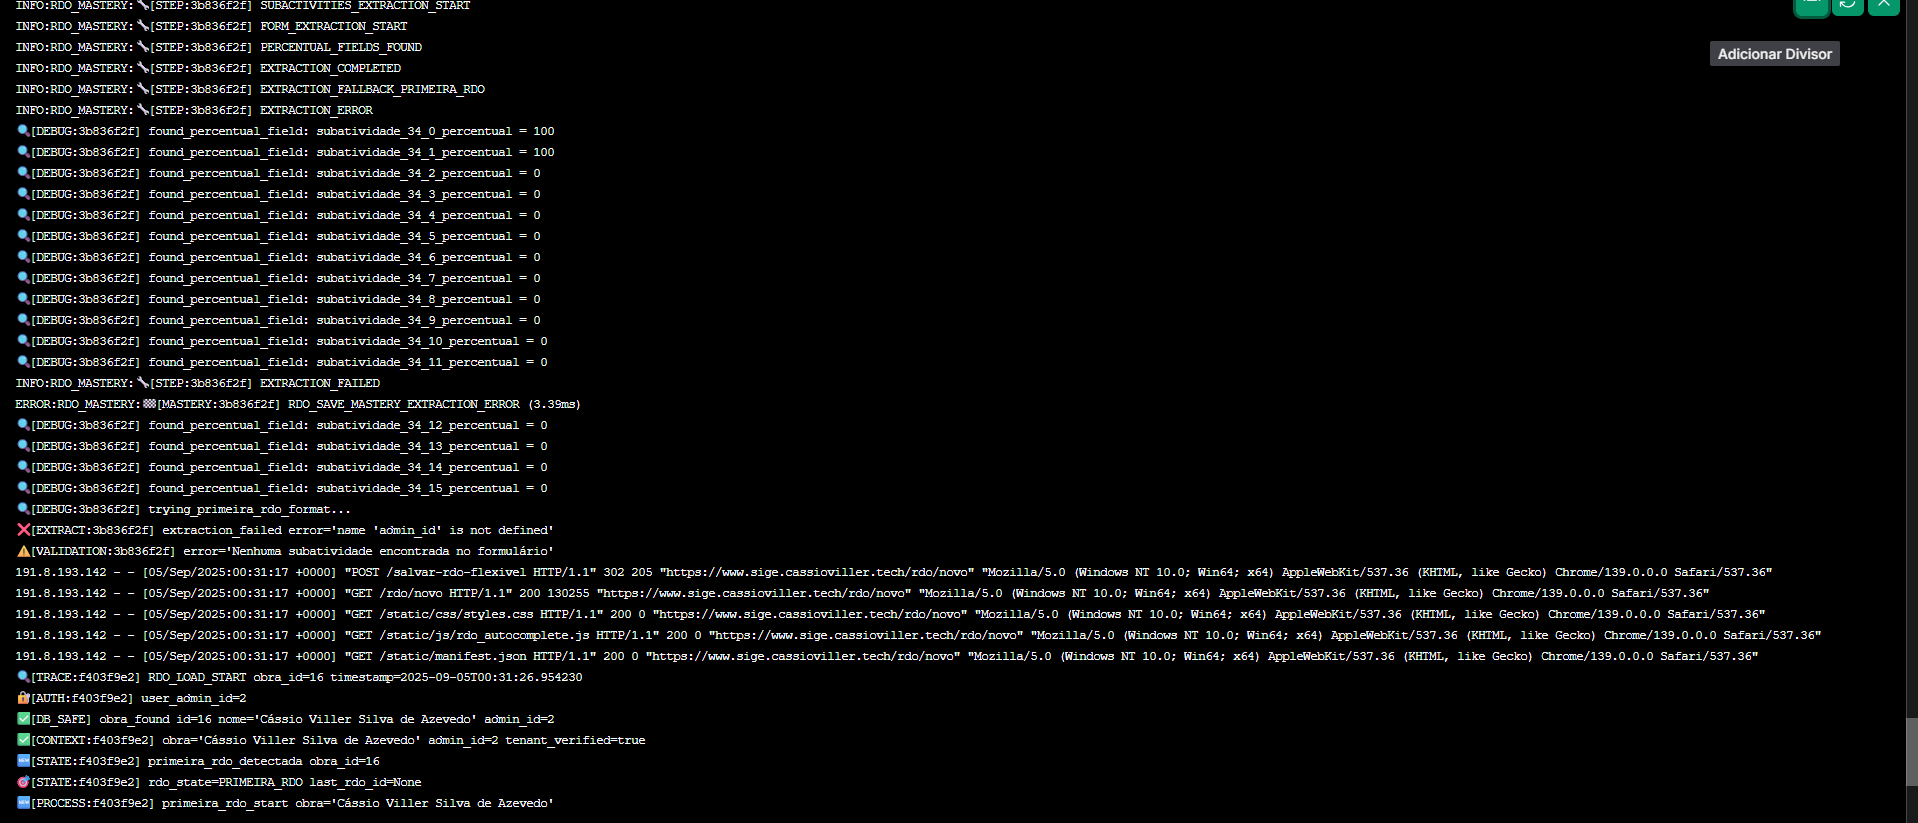 INFO:RDO_MASTERY:🔧[STEP:3b836f2f] SUBACTIVITIES_EXTRACTION_START
INFO:RDO_MASTERY:🔧[STEP:3b836f2f] FORM_EXTRACTION_START
INFO:RDO_MASTERY:🔧[STEP:3b836f2f] PERCENTUAL_FIELDS_FOUND
Adicionar Divisor
INFO:RDO_MASTERY:🔧[STEP:3b836f2f] EXTRACTION_COMPLETED
INFO:RDO_MASTERY:🔧[STEP:3b836f2f] EXTRACTION_FALLBACK_PRIMEIRA_RDO
INFO:RDO_MASTERY:🔧[STEP:3b836f2f] EXTRACTION_ERROR
🔍[DEBUG:3b836f2f] found_percentual_field: subatividade_34_0_percentual = 100
🔍[DEBUG:3b836f2f] found_percentual_field: subatividade_34_1_percentual = 100
🔍[DEBUG:3b836f2f] found_percentual_field: subatividade_34_2_percentual = 0
🔍[DEBUG:3b836f2f] found_percentual_field: subatividade_34_3_percentual = 0
🔍[DEBUG:3b836f2f] found_percentual_field: subatividade_34_4_percentual = 0
🔍[DEBUG:3b836f2f] found_percentual_field: subatividade_34_5_percentual = 0
🔍[DEBUG:3b836f2f] found_percentual_field: subatividade_34_6_percentual = 0
🔍[DEBUG:3b836f2f] found_percentual_field: subatividade_34_7_percentual = 0
🔍[DEBUG:3b836f2f] found_percentual_field: subatividade_34_8_percentual = 0
🔍[DEBUG:3b836f2f] found_percentual_field: subatividade_34_9_percentual = 0
🔍[DEBUG:3b836f2f] found_percentual_field: subatividade_34_10_percentual = 0
🔍[DEBUG:3b836f2f] found_percentual_field: subatividade_34_11_percentual = 0
INFO:RDO_MASTERY:🔧[STEP:3b836f2f] EXTRACTION_FAILED
ERROR:RDO_MASTERY:🏁[MASTERY:3b836f2f] RDO_SAVE_MASTERY_EXTRACTION_ERROR (3.39ms)
🔍[DEBUG:3b836f2f] found_percentual_field: subatividade_34_12_percentual = 0
🔍[DEBUG:3b836f2f] found_percentual_field: subatividade_34_13_percentual = 0
🔍[DEBUG:3b836f2f] found_percentual_field: subatividade_34_14_percentual = 0
🔍[DEBUG:3b836f2f] found_percentual_field: subatividade_34_15_percentual = 0
🔍[DEBUG:3b836f2f] trying_primeira_rdo_format...
❌[EXTRACT:3b836f2f] extraction_failed error='name 'admin_id' is not defined'
⚠️[VALIDATION:3b836f2f] error='Nenhuma subatividade encontrada no formulário'
191.8.193.142 - - [05/Sep/2025:00:31:17 +0000] "POST /salvar-rdo-flexivel HTTP/1.1" 302 205 "https://www.sige.cassioviller.tech/rdo/novo" "Mozilla/5.0 (Windows NT 10.0; Win64; x64) AppleWebKit/537.36 (KHTML, like Gecko) Chrome/139.0.0.0 Safari/537.36"
191.8.193.142 - - [05/Sep/2025:00:31:17 +0000] "GET /rdo/novo HTTP/1.1" 200 130255 "https://www.sige.cassioviller.tech/rdo/novo" "Mozilla/5.0 (Windows NT 10.0; Win64; x64) AppleWebKit/537.36 (KHTML, like Gecko) Chrome/139.0.0.0 Safari/537.36"
191.8.193.142 - - [05/Sep/2025:00:31:17 +0000] "GET /static/css/styles.css HTTP/1.1" 200 0 "https://www.sige.cassioviller.tech/rdo/novo" "Mozilla/5.0 (Windows NT 10.0; Win64; x64) AppleWebKit/537.36 (KHTML, like Gecko) Chrome/139.0.0.0 Safari/537.36"
191.8.193.142 - - [05/Sep/2025:00:31:17 +0000] "GET /static/js/rdo_autocomplete.js HTTP/1.1" 200 0 "https://www.sige.cassioviller.tech/rdo/novo" "Mozilla/5.0 (Windows NT 10.0; Win64; x64) AppleWebKit/537.36 (KHTML, like Gecko) Chrome/139.0.0.0 Safari/537.36"
191.8.193.142 - - [05/Sep/2025:00:31:17 +0000] "GET /static/manifest.json HTTP/1.1" 200 0 "https://www.sige.cassioviller.tech/rdo/novo" "Mozilla/5.0 (Windows NT 10.0; Win64; x64) AppleWebKit/537.36 (KHTML, like Gecko) Chrome/139.0.0.0 Safari/537.36"
🔍[TRACE:f403f9e2] RDO_LOAD_START obra_id=16 timestamp=2025-09-05T00:31:26.954230
🔐[AUTH:f403f9e2] user_admin_id=2
✅[DB_SAFE] obra_found id=16 nome='Cássio Viller Silva de Azevedo' admin_id=2
✅[CONTEXT:f403f9e2] obra='Cássio Viller Silva de Azevedo' admin_id=2 tenant_verified=true
🆕[STATE:f403f9e2] primeira_rdo_detectada obra_id=16
🎯[STATE:f403f9e2] rdo_state=PRIMEIRA_RDO last_rdo_id=None
🆕[PROCESS:f403f9e2] primeira_rdo_start obra='Cássio Viller Silva de Azevedo'